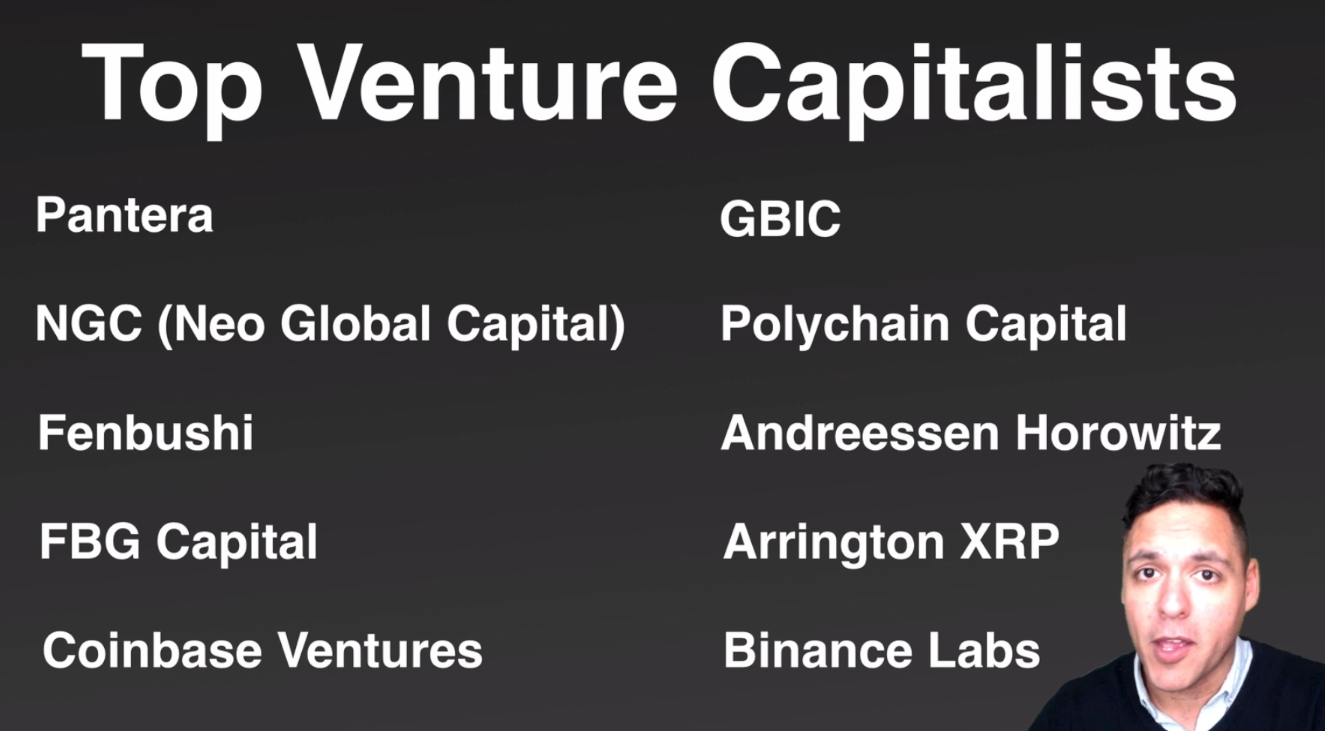 Top Venture Capitalists
Pantera
NGC (Neo Global Capital)
Fenbushi
FBG Capital
Coinbase Ventures
GBIC
Polychain Capital
Andreessen Horowitz
Arrington XRP
Binance Labs